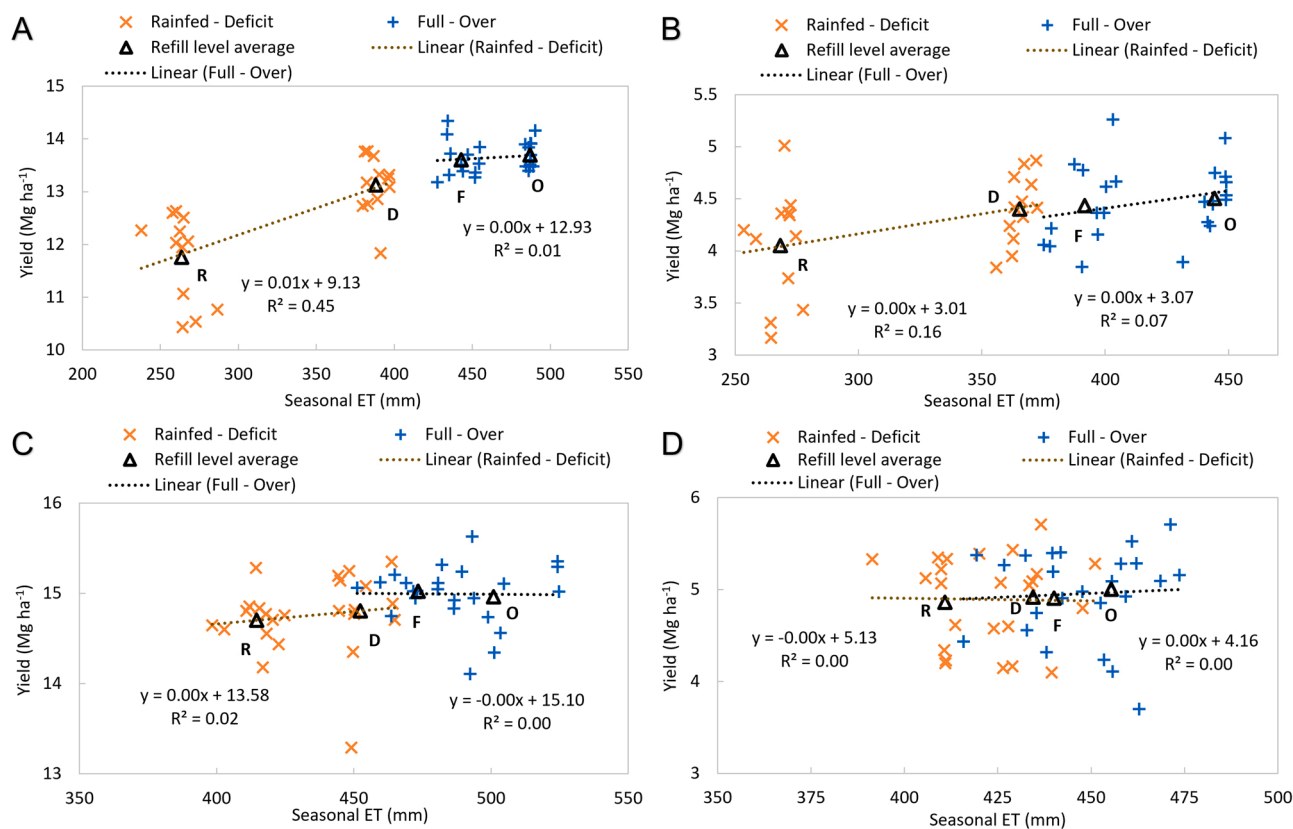 A
Rainfed - Deficit
Full - Over
Refill level average
Linear (Rainfed - Deficit)
Linear (Full - Over)
Yield (Mg ha⁻¹)
15
14
13
12
11
10
R
D
F
O
y = 0.01x + 9.13
R² = 0.45
y = 0.00x + 12.93
R² = 0.01
200 250 300 350 400 450 500 550
Seasonal ET (mm)
B
Rainfed - Deficit
Full - Over
Refill level average
Linear (Rainfed - Deficit)
Linear (Full - Over)
Yield (Mg ha⁻¹)
5.5
5
4.5
4
3.5
3
R
D
F
O
y = 0.00x + 3.01
R² = 0.16
y = 0.00x + 3.07
R² = 0.07
250 300 350 400 450
Seasonal ET (mm)
C
Rainfed - Deficit
Full - Over
Refill level average
Linear (Rainfed - Deficit)
Linear (Full - Over)
Yield (Mg ha⁻¹)
16
15
14
13
R
D
F
O
y = 0.00x + 13.58
R² = 0.02
y = -0.00x + 15.10
R² = 0.00
350 400 450 500 550
Seasonal ET (mm)
D
Rainfed - Deficit
Full - Over
Refill level average
Linear (Rainfed - Deficit)
Linear (Full - Over)
Yield (Mg ha⁻¹)
6
5
4
3
R
D
F
O
y = -0.00x + 5.13
R² = 0.00
y = 0.00x + 4.16
R² = 0.00
350 375 400 425 450 475 500
Seasonal ET (mm)